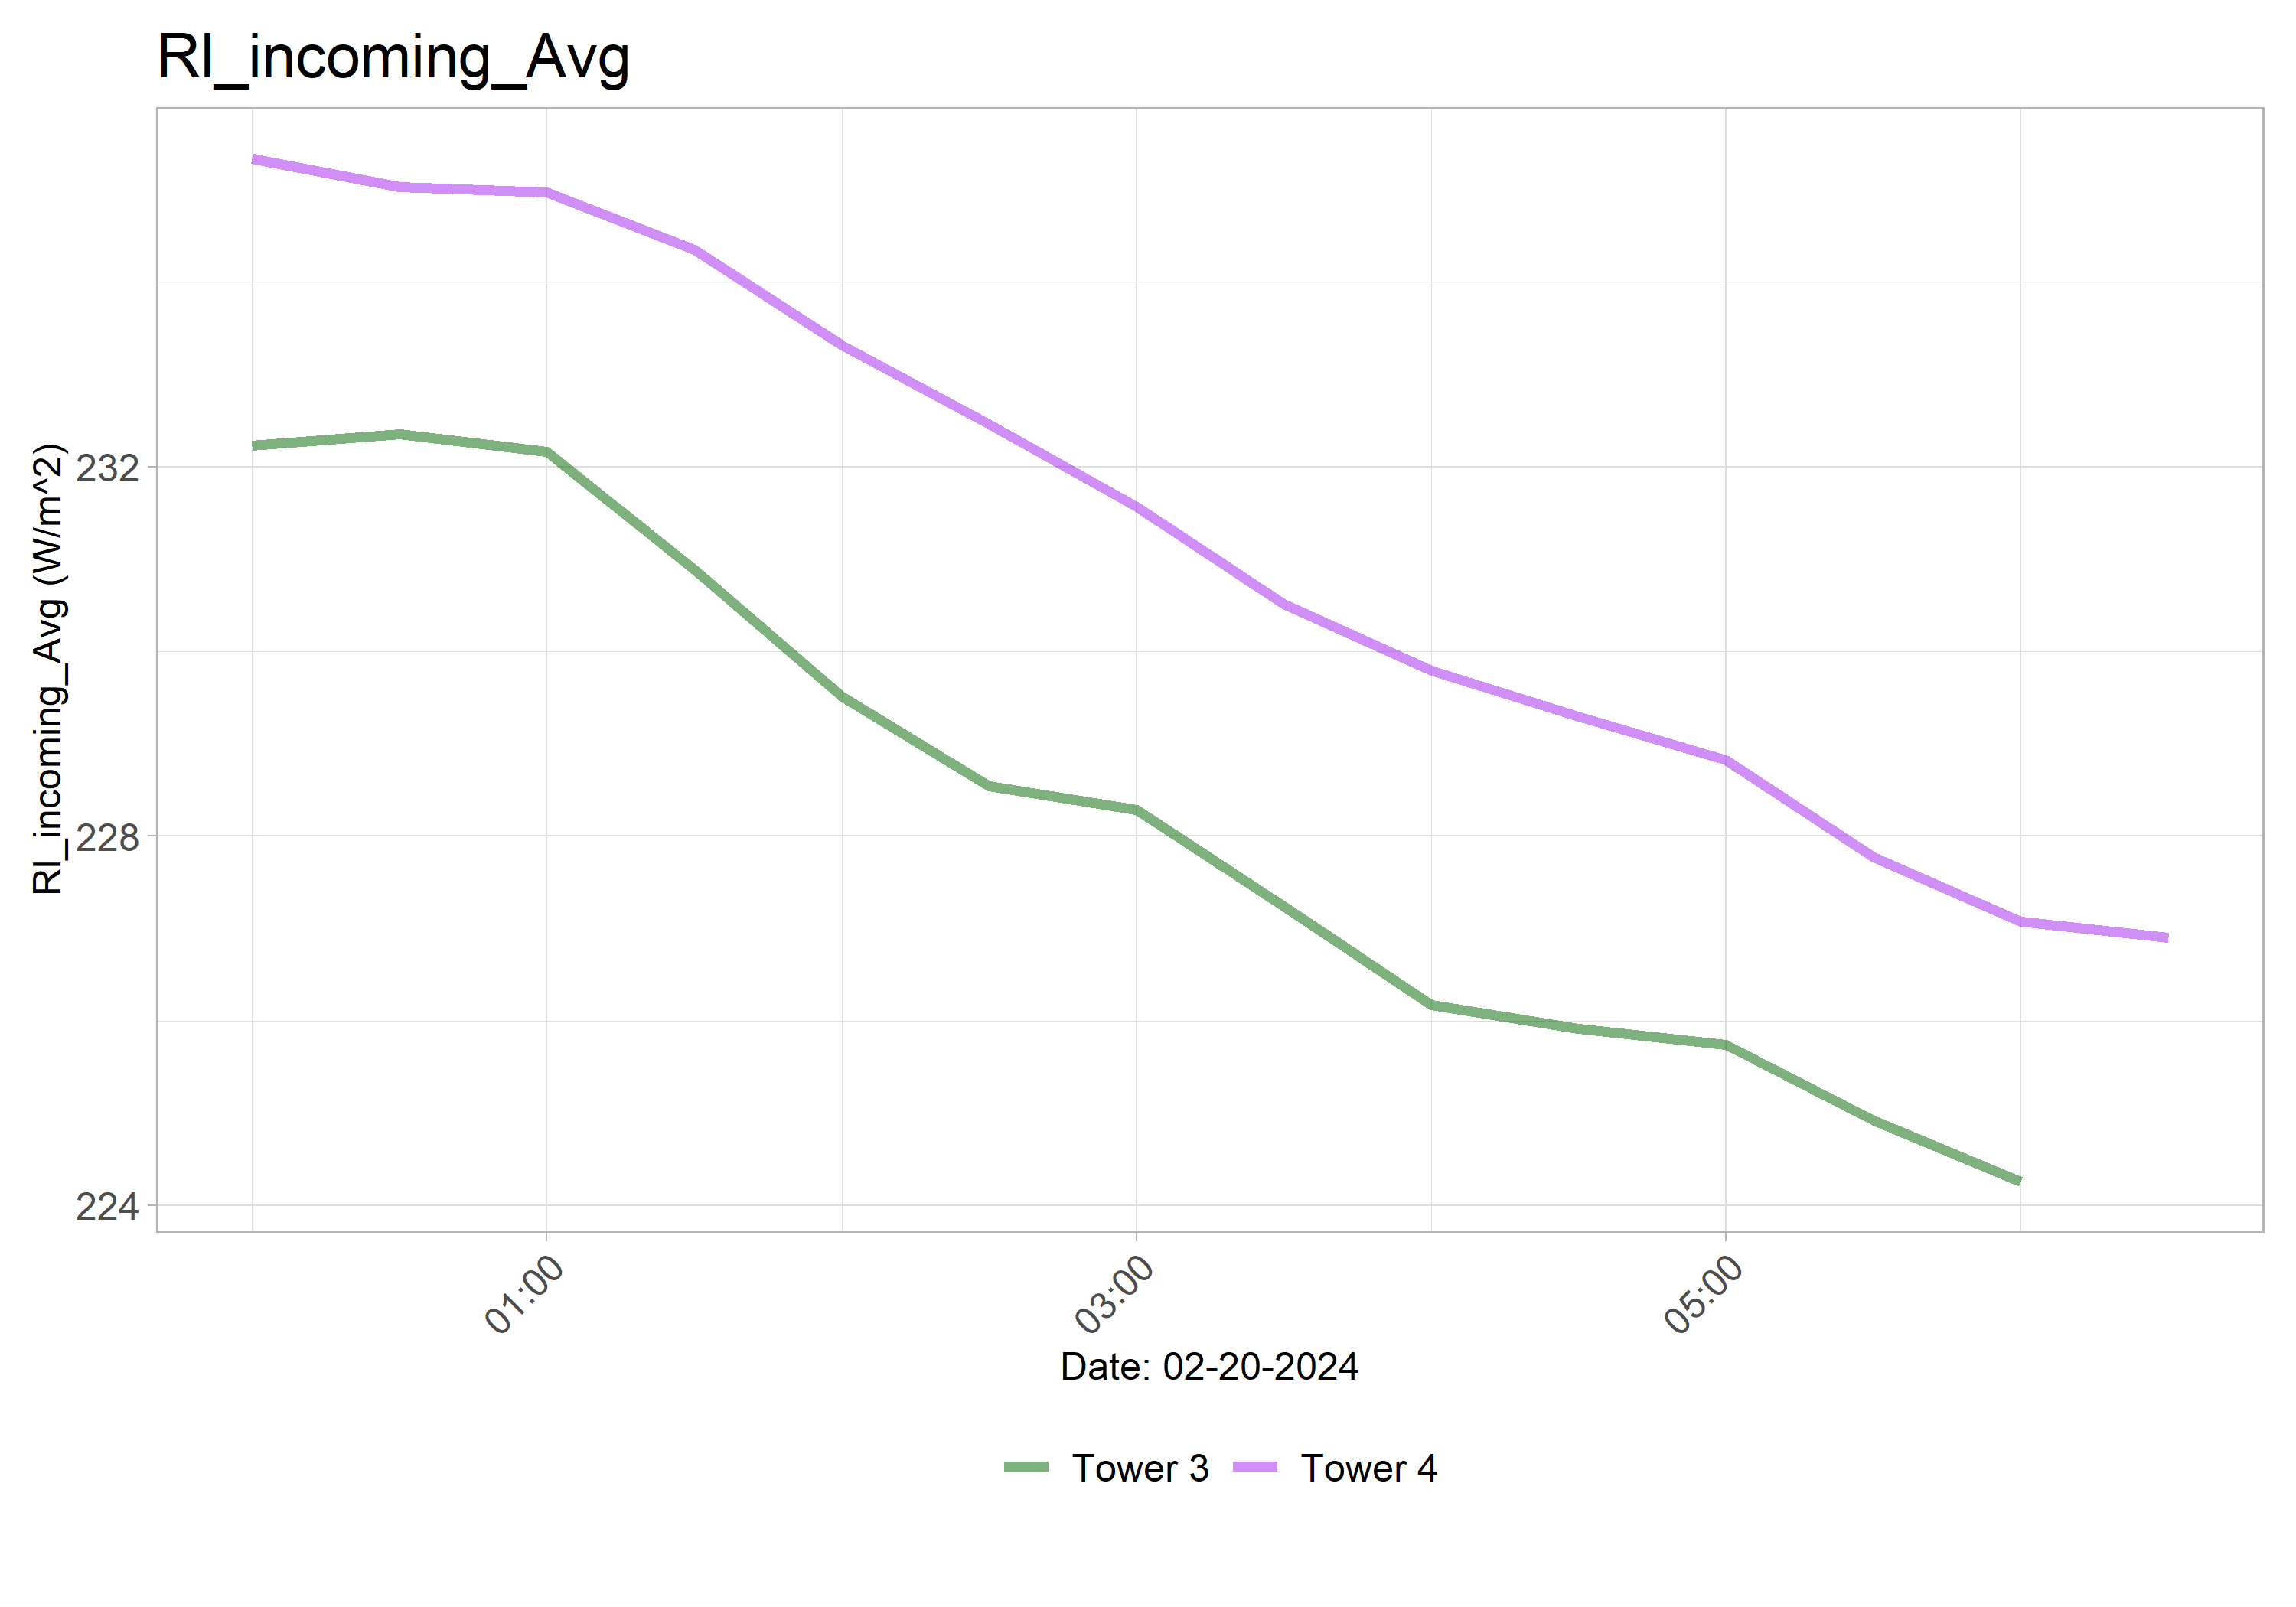 Rl_incoming_Avg
Rl_incoming_Avg (W/m^2)
232
228
224
01:00
03:00
05:00
Date: 02-20-2024
Tower 3
Tower 4